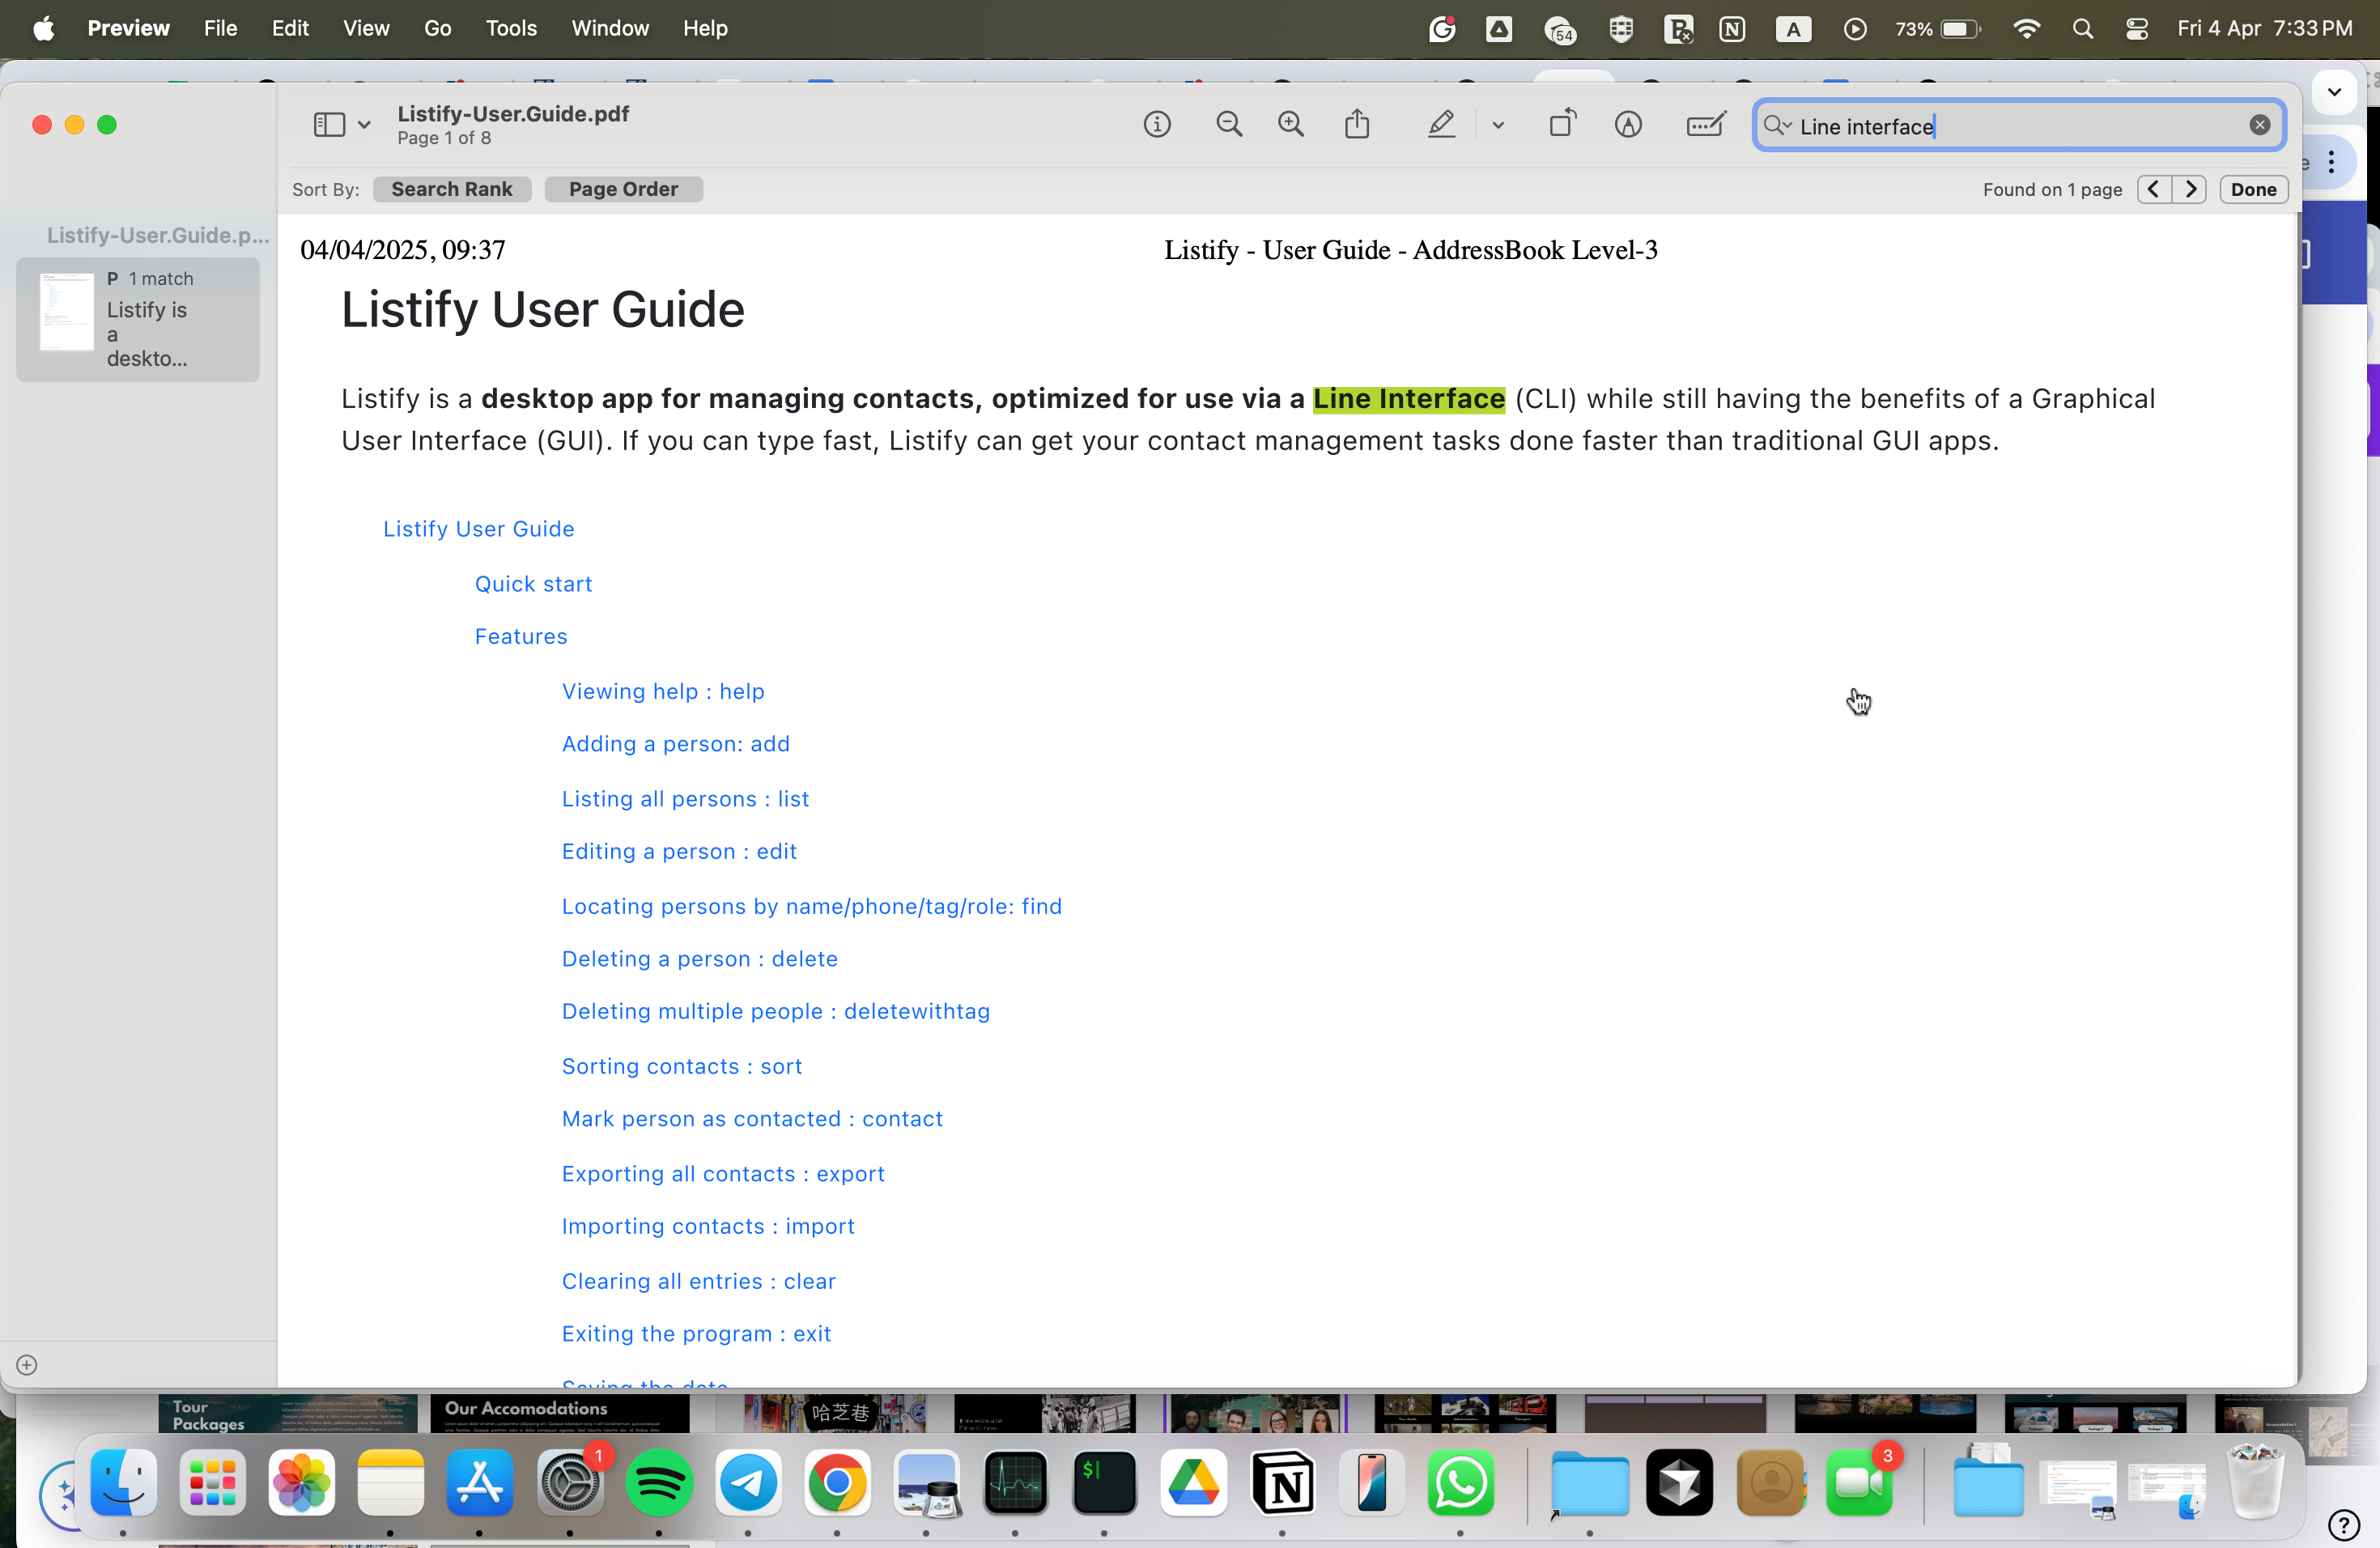 Preview File Edit View Go Tools Window Help
54
A
73%
Fri 4 Apr 7:33 PM
Listify-User.Guide.pdf
Page 1 of 8
Line interface
Sort By: Search Rank Page Order
Found on 1 page
Done
Listify-User.Guide.p...
P 1 match
Listify is
a
deskto...
04/04/2025, 09:37
Listify - User Guide - AddressBook Level-3
Listify User Guide
Listify is a desktop app for managing contacts, optimized for use via a Line Interface (CLI) while still having the benefits of a Graphical
User Interface (GUI). If you can type fast, Listify can get your contact management tasks done faster than traditional GUI apps.
Listify User Guide
Quick start
Features
Viewing help : help
Adding a person: add
Listing all persons : list
Editing a person : edit
Locating persons by name/phone/tag/role: find
Deleting a person : delete
Deleting multiple people : deletewithtag
Sorting contacts : sort
Mark person as contacted : contact
Exporting all contacts : export
Importing contacts : import
Clearing all entries : clear
Exiting the program : exit
Saving the data
Tour
Packages
Our Accomodations
哈芝巷
1
$
N
3
?